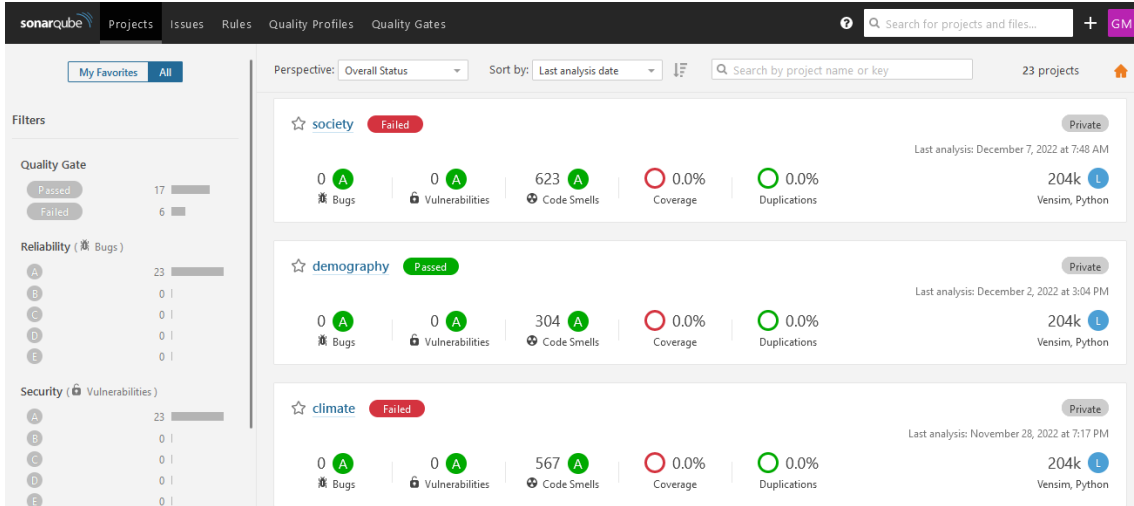 sonarqube Projects Issues Rules Quality Profiles Quality Gates ? Search for projects and files... + GM
My Favorites All
Perspective: Overall Status Sort by: Last analysis date Search by project name or key 23 projects
Filters
Quality Gate
Passed 17
Failed 6
Reliability ( Bugs )
A 23
B 0
C 0
D 0
E 0
Security ( Vulnerabilities )
A 23
B 0
C 0
D 0
E 0
society Failed Private
Last analysis: December 7, 2022 at 7:48 AM
0 A 0 A 623 A 0.0% 0.0% 204k L
Bugs Vulnerabilities Code Smells Coverage Duplications Vensim, Python
demography Passed Private
Last analysis: December 2, 2022 at 3:04 PM
0 A 0 A 304 A 0.0% 0.0% 204k L
Bugs Vulnerabilities Code Smells Coverage Duplications Vensim, Python
climate Failed Private
Last analysis: November 28, 2022 at 7:17 PM
0 A 0 A 567 A 0.0% 0.0% 204k L
Bugs Vulnerabilities Code Smells Coverage Duplications Vensim, Python